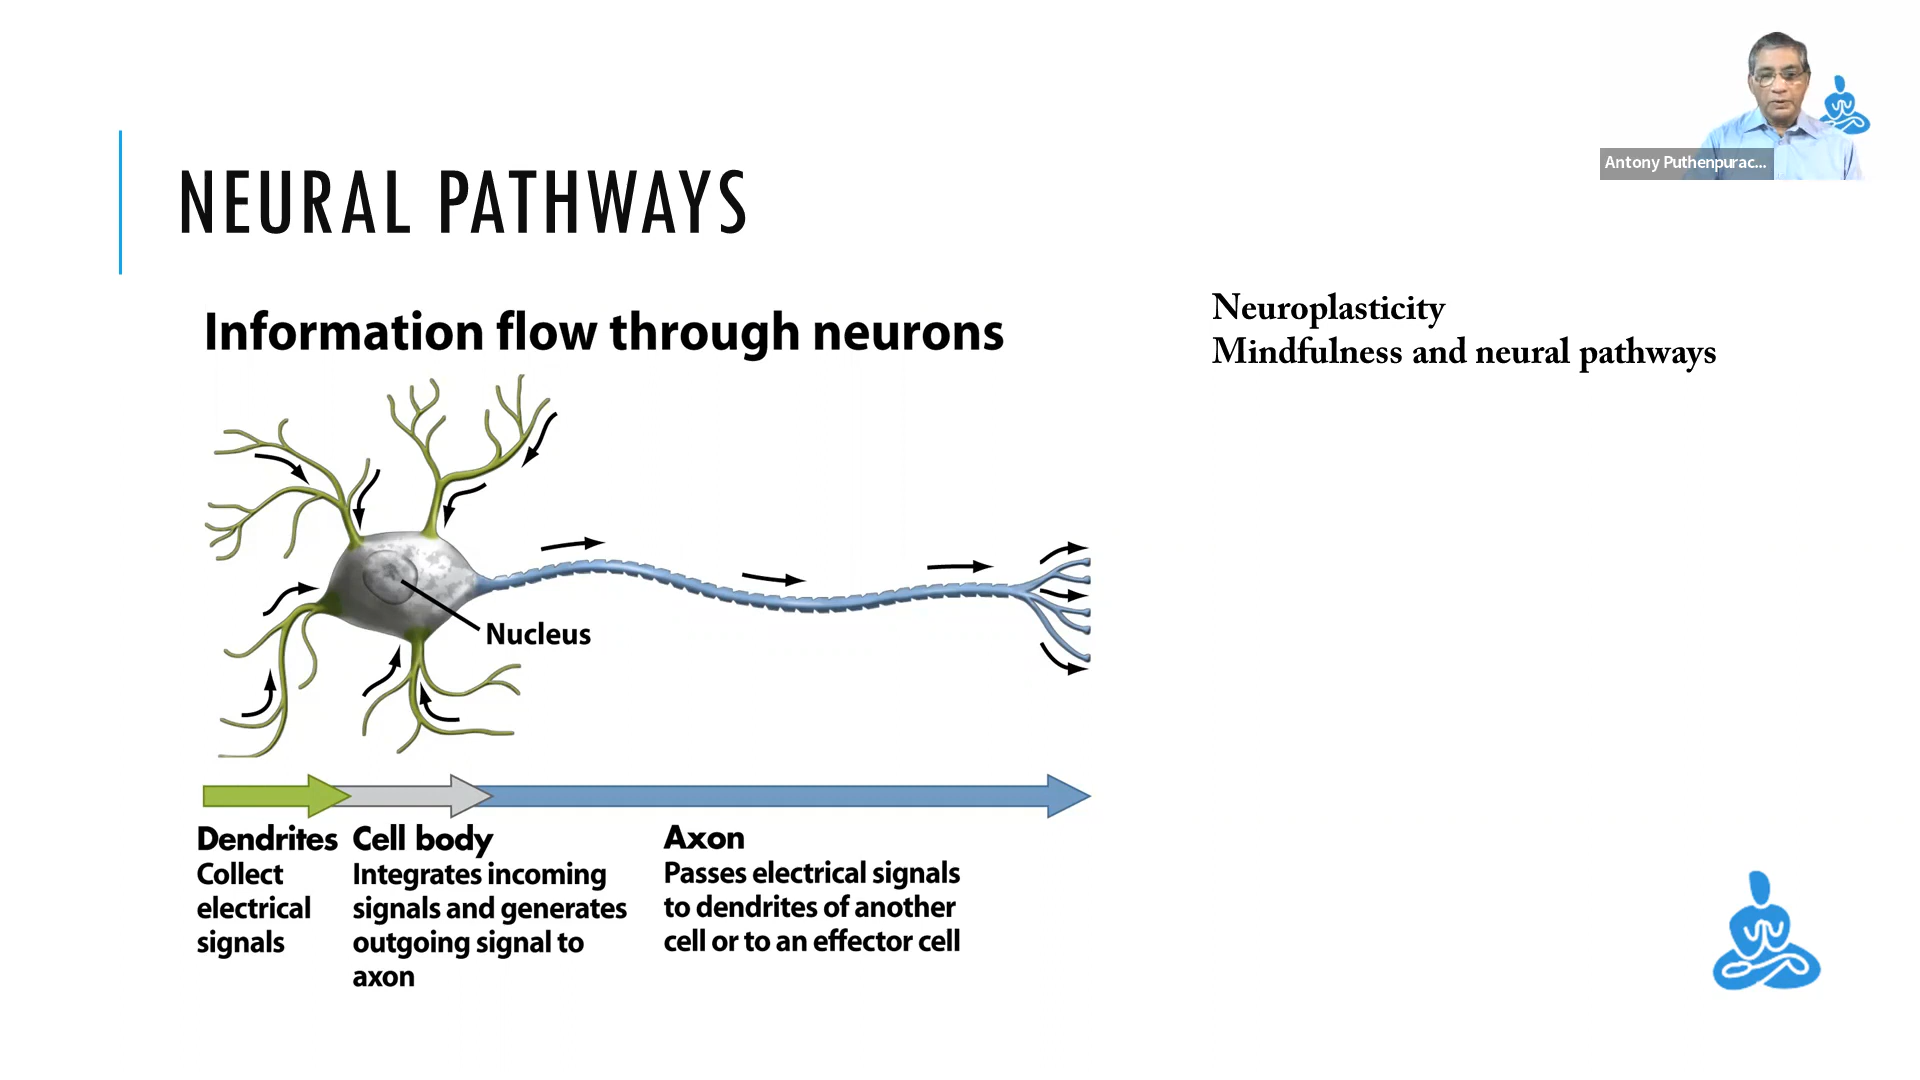 Antony Puthenpurac...
NEURAL PATHWAYS
Information flow through neurons
Nucleus
Dendrites
Collect
electrical
signals
Cell body
Integrates incoming
signals and generates
outgoing signal to
axon
Axon
Passes electrical signals
to dendrites of another
cell or to an effector cell
Neuroplasticity
Mindfulness and neural pathways